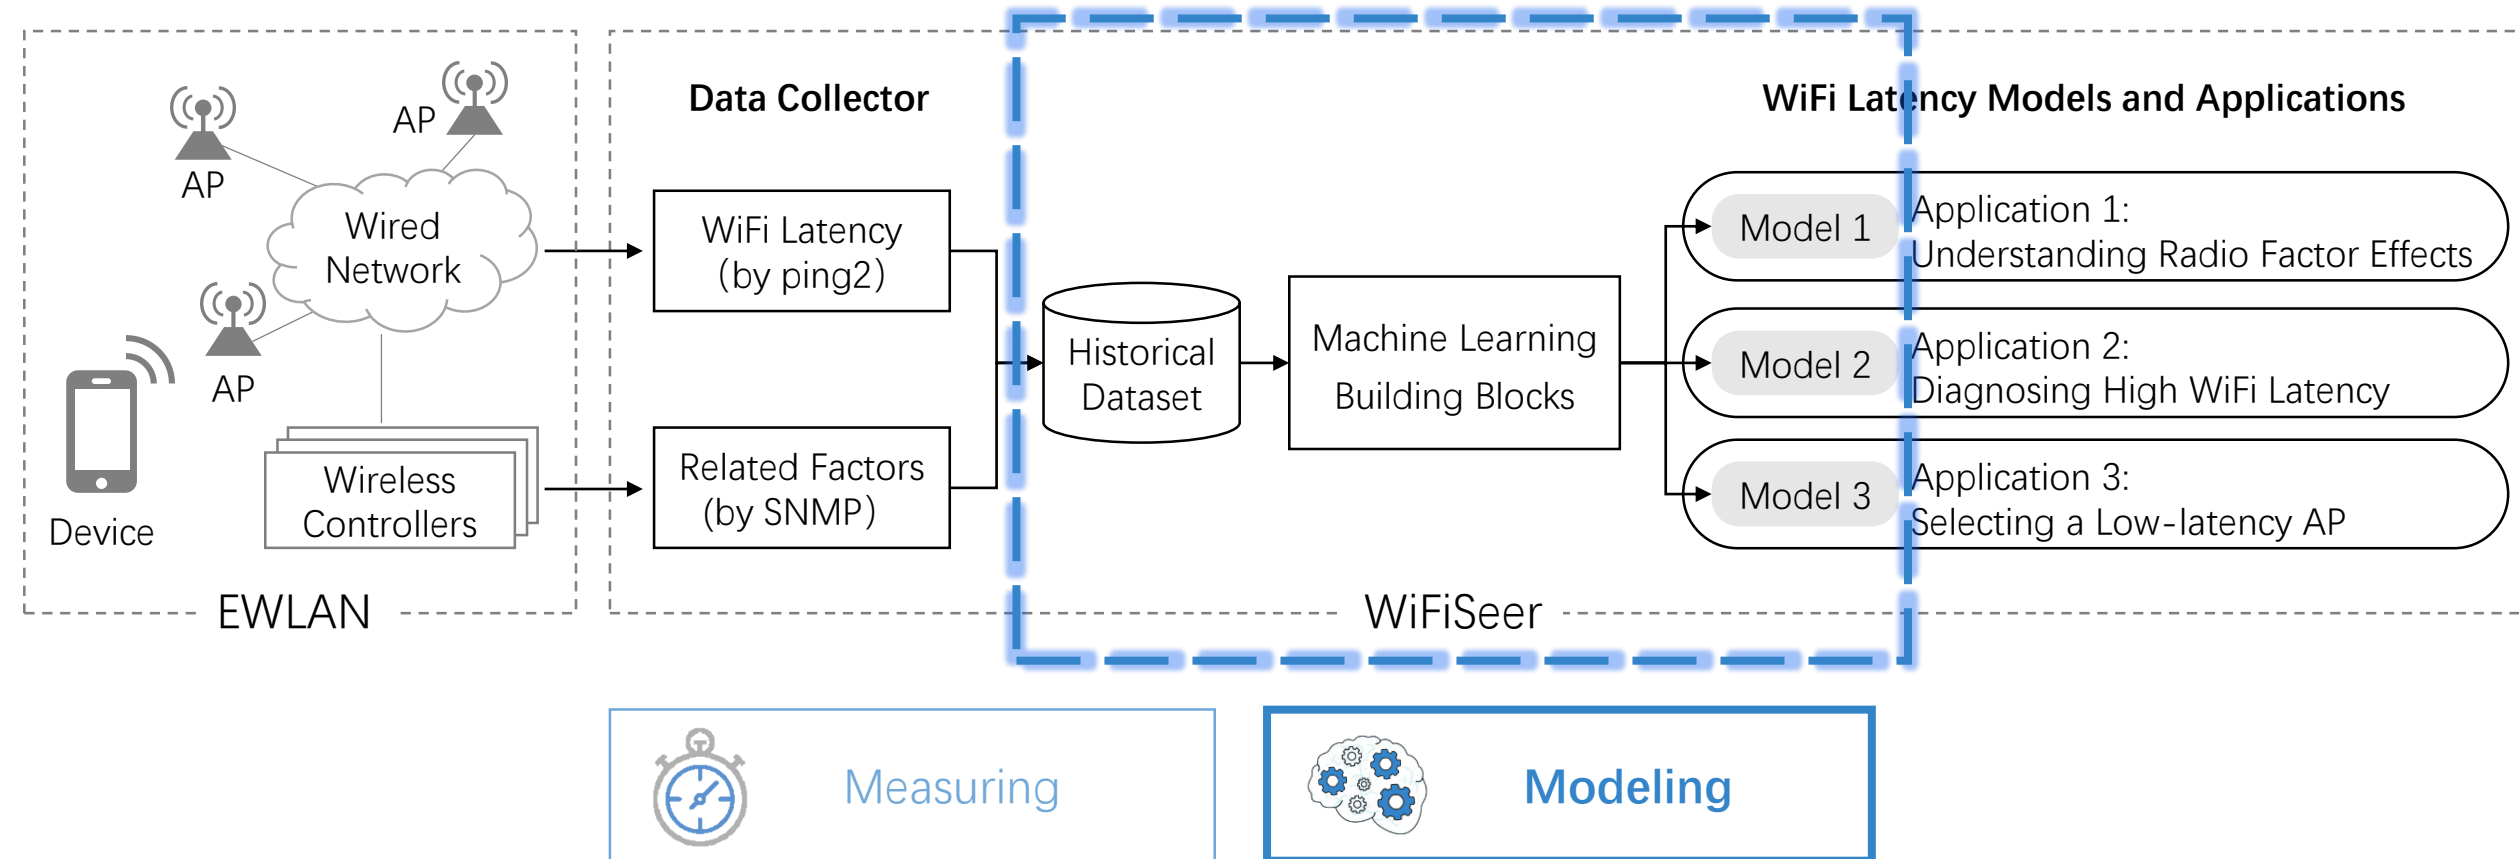 Data Collector
WiFi Latency Models and Applications
AP
AP
Wired
Network
AP
Device
Wireless
Controllers
EWLAN
WiFi Latency
(by ping2)
Related Factors
(by SNMP)
Historical
Dataset
Machine Learning
Building Blocks
Model 1
Application 1:
Understanding Radio Factor Effects
Model 2
Application 2:
Diagnosing High WiFi Latency
Model 3
Application 3:
Selecting a Low-latency AP
WiFiSeer
Measuring
Modeling